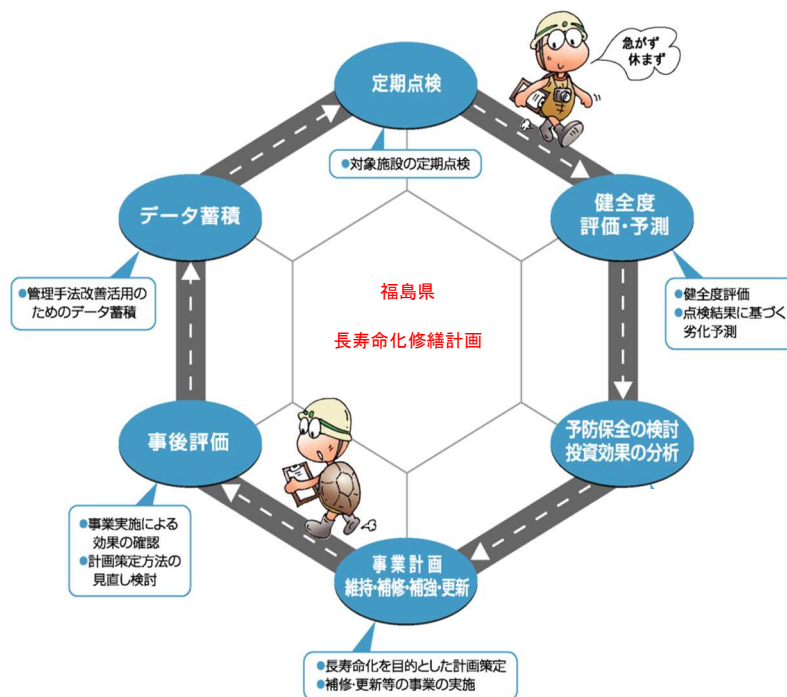 定期点検
急がず
休まず
●対象施設の定期点検
健全度
評価・予測
●健全度評価
●点検結果に基づく
劣化予測
予防保全の検討
投資効果の分析
事業計画
維持・補修・補強・更新
●長寿命化を目的とした計画策定
●補修・更新等の事業の実施
事後評価
●事業実施による
効果の確認
●計画策定方法の
見直し検討
データ蓄積
●管理手法改善活用の
ためのデータ蓄積
福島県
長寿命化修繕計画